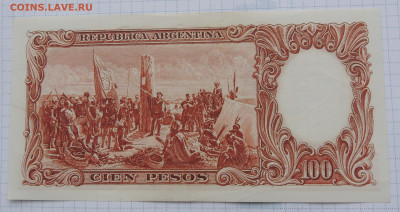 COINS.LAVE.RU
REPUBLICA ARGENTINA
CIEN PESOS
100